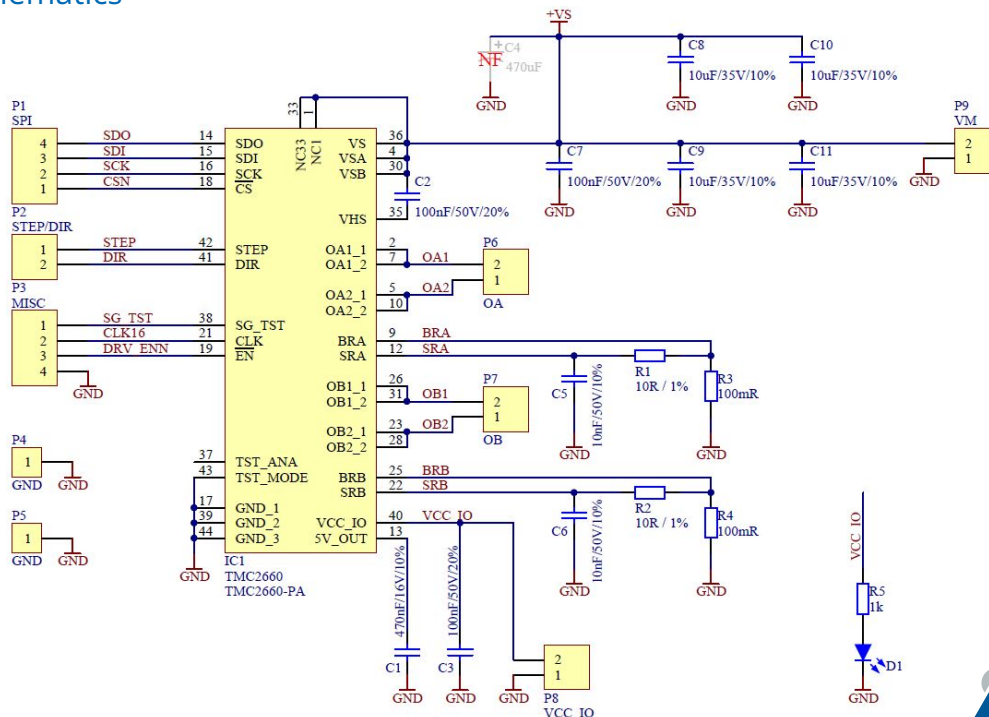 ematics
+VS
C4
NF
470uF
C8
10uF/35V/10%
C10
10uF/35V/10%
GND
GND
GND
P1
SPI
4
3
2
1
SDO
SDI
SCK
CSN
14
15
16
18
SDO
SDI
SCK
CS
33
1
NC33
NC1
VS
VSA
VSB
36
4
30
C2
100nF/50V/20%
VHS
35
C7
100nF/50V/20%
C9
10uF/35V/10%
C11
10uF/35V/10%
GND
GND
GND
P9
VM
2
1
GND
P2
STEP/DIR
1
2
STEP
DIR
42
41
STEP
DIR
OA1_1
OA1_2
2
7
OA1
OA2_1
OA2_2
5
10
OA2
P6
2
1
OA
P3
MISC
1
2
3
4
SG_TST
CLK16
DRV_ENN
GND
38
21
19
SG_TST
CLK
EN
BRA
SRA
9
12
BRA
SRA
C5
10nF/50V/10%
GND
R1
10R / 1%
R3
100mR
GND
OB1_1
OB1_2
26
31
OB1
OB2_1
OB2_2
23
28
OB2
P7
2
1
OB
P4
1
GND
GND
P5
1
GND
GND
37
43
TST_ANA
TST_MODE
17
39
44
GND_1
GND_2
GND_3
GND
BRB
SRB
25
22
BRB
SRB
C6
10nF/50V/10%
GND
R2
10R / 1%
R4
100mR
GND
VCC_IO
5V_OUT
40
13
VCC_IO
IC1
TMC2660
TMC2660-PA
470nF/16V/10%
C1
GND
100nF/50V/20%
C3
GND
2
1
GND
P8
VCC_IO
VCC_IO
R5
1k
D1
GND